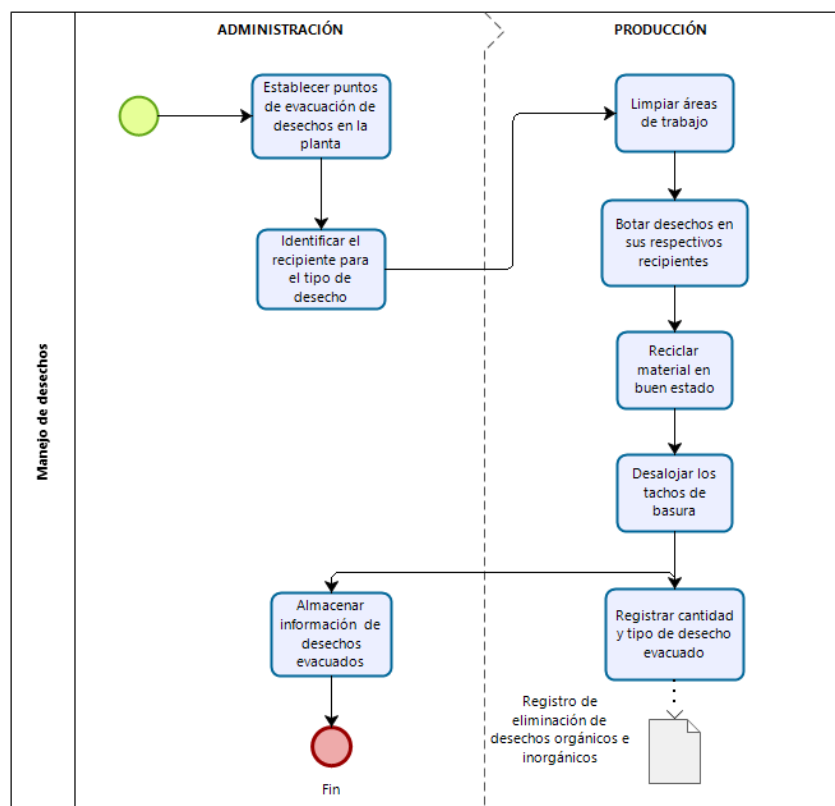 ADMINISTRACIÓN
PRODUCCIÓN
Manejo de desechos
Establecer puntos
de evacuación de
desechos en la
planta
Identificar el
recipiente para
el tipo de
desecho
Limpiar áreas
de trabajo
Botar desechos en
sus respectivos
recipientes
Reciclar
material en
buen estado
Desalojar los
tachos de
basura
Registrar cantidad
y tipo de desecho
evacuado
Almacenar
información de
desechos
evacuados
Registro de
eliminación de
desechos orgánicos e
inorgánicos
Fin